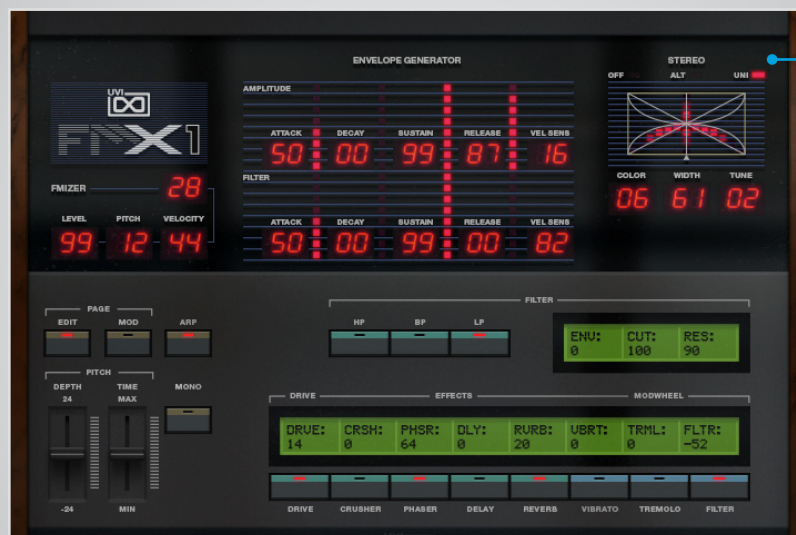 ENVELOPE GENERATOR
STEREO
OFF ALT UNI
AMPLITUDE
UVI
FMX1
ATTACK DECAY SUSTAIN RELEASE VEL SENS
50 00 99 87 16
FILTER
COLOR WIDTH TUNE
06 61 02
FMIZER 28
LEVEL PITCH VELOCITY
99 12 44
ATTACK DECAY SUSTAIN RELEASE VEL SENS
50 00 99 00 82
FILTER
PAGE
EDIT MOD ARP
HP BP LP
ENV: CUT: RES:
0 100 90
PITCH
DEPTH TIME MONO
24 MAX
DRIVE EFFECTS MODWHEEL
DRVE: CRSH: PHSR: DLY: RVRB: VBRT: TRML: FLTR:
14 0 64 0 20 0 0 -52
-24 MIN
DRIVE CRUSHER PHASER DELAY REVERB VIBRATO TREMOLO FILTER